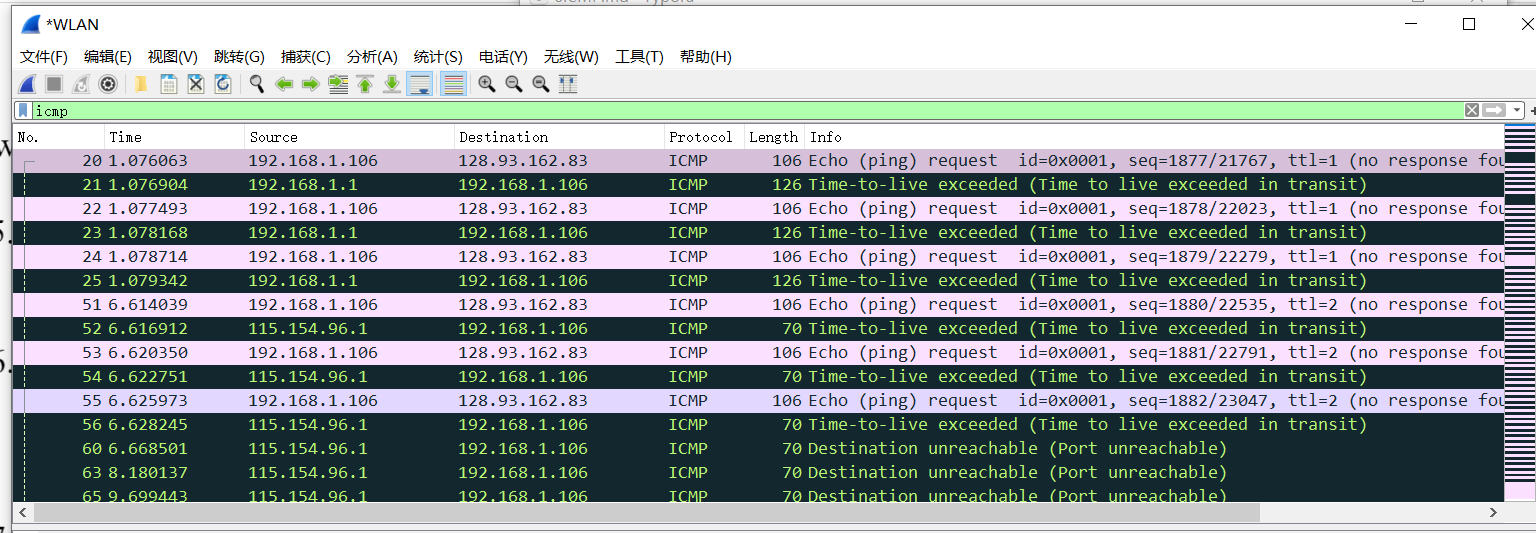 *WLAN
文件(F) 编辑(E) 视图(V) 跳转(G) 捕获(C) 分析(A) 统计(S) 电话(Y) 无线(W) 工具(T) 帮助(H)
icmp
No. Time Source Destination Protocol Length Info
20 1.076063 192.168.1.106 128.93.162.83 ICMP 106 Echo (ping) request id=0x0001, seq=1877/21767, ttl=1 (no response fou
21 1.076904 192.168.1.1 192.168.1.106 ICMP 126 Time-to-live exceeded (Time to live exceeded in transit)
22 1.077493 192.168.1.106 128.93.162.83 ICMP 106 Echo (ping) request id=0x0001, seq=1878/22023, ttl=1 (no response fou
23 1.078168 192.168.1.1 192.168.1.106 ICMP 126 Time-to-live exceeded (Time to live exceeded in transit)
24 1.078714 192.168.1.106 128.93.162.83 ICMP 106 Echo (ping) request id=0x0001, seq=1879/22279, ttl=1 (no response fou
25 1.079342 192.168.1.1 192.168.1.106 ICMP 126 Time-to-live exceeded (Time to live exceeded in transit)
51 6.614039 192.168.1.106 128.93.162.83 ICMP 106 Echo (ping) request id=0x0001, seq=1880/22535, ttl=2 (no response fou
52 6.616912 115.154.96.1 192.168.1.106 ICMP 70 Time-to-live exceeded (Time to live exceeded in transit)
53 6.620350 192.168.1.106 128.93.162.83 ICMP 106 Echo (ping) request id=0x0001, seq=1881/22791, ttl=2 (no response fou
54 6.622751 115.154.96.1 192.168.1.106 ICMP 70 Time-to-live exceeded (Time to live exceeded in transit)
55 6.625973 192.168.1.106 128.93.162.83 ICMP 106 Echo (ping) request id=0x0001, seq=1882/23047, ttl=2 (no response fou
56 6.628245 115.154.96.1 192.168.1.106 ICMP 70 Time-to-live exceeded (Time to live exceeded in transit)
60 6.668501 115.154.96.1 192.168.1.106 ICMP 70 Destination unreachable (Port unreachable)
63 8.180137 115.154.96.1 192.168.1.106 ICMP 70 Destination unreachable (Port unreachable)
65 9.699443 115.154.96.1 192.168.1.106 ICMP 70 Destination unreachable (Port unreachable)